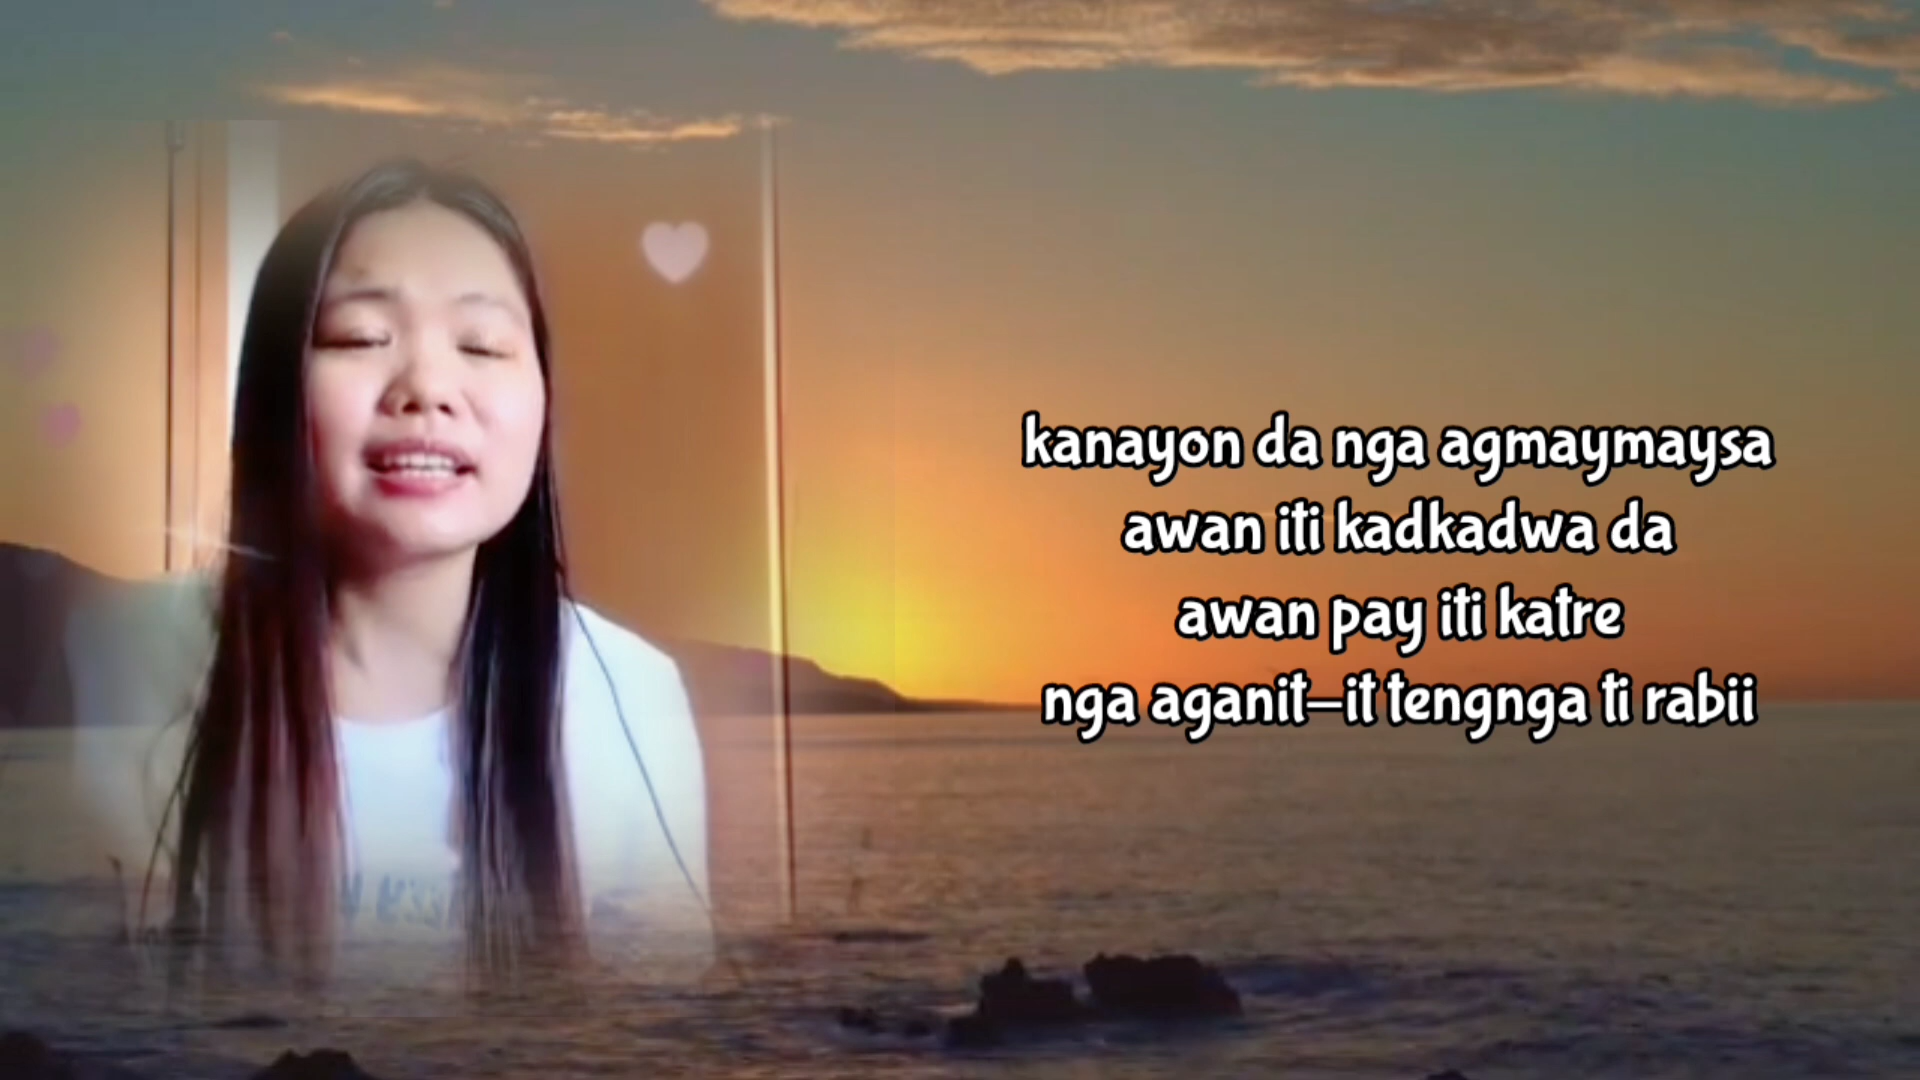 kanayon da nga agmaymaysa
awan iti kadkadwa da
awan pay iti katre
nga aganit-it tengnga ti rabii